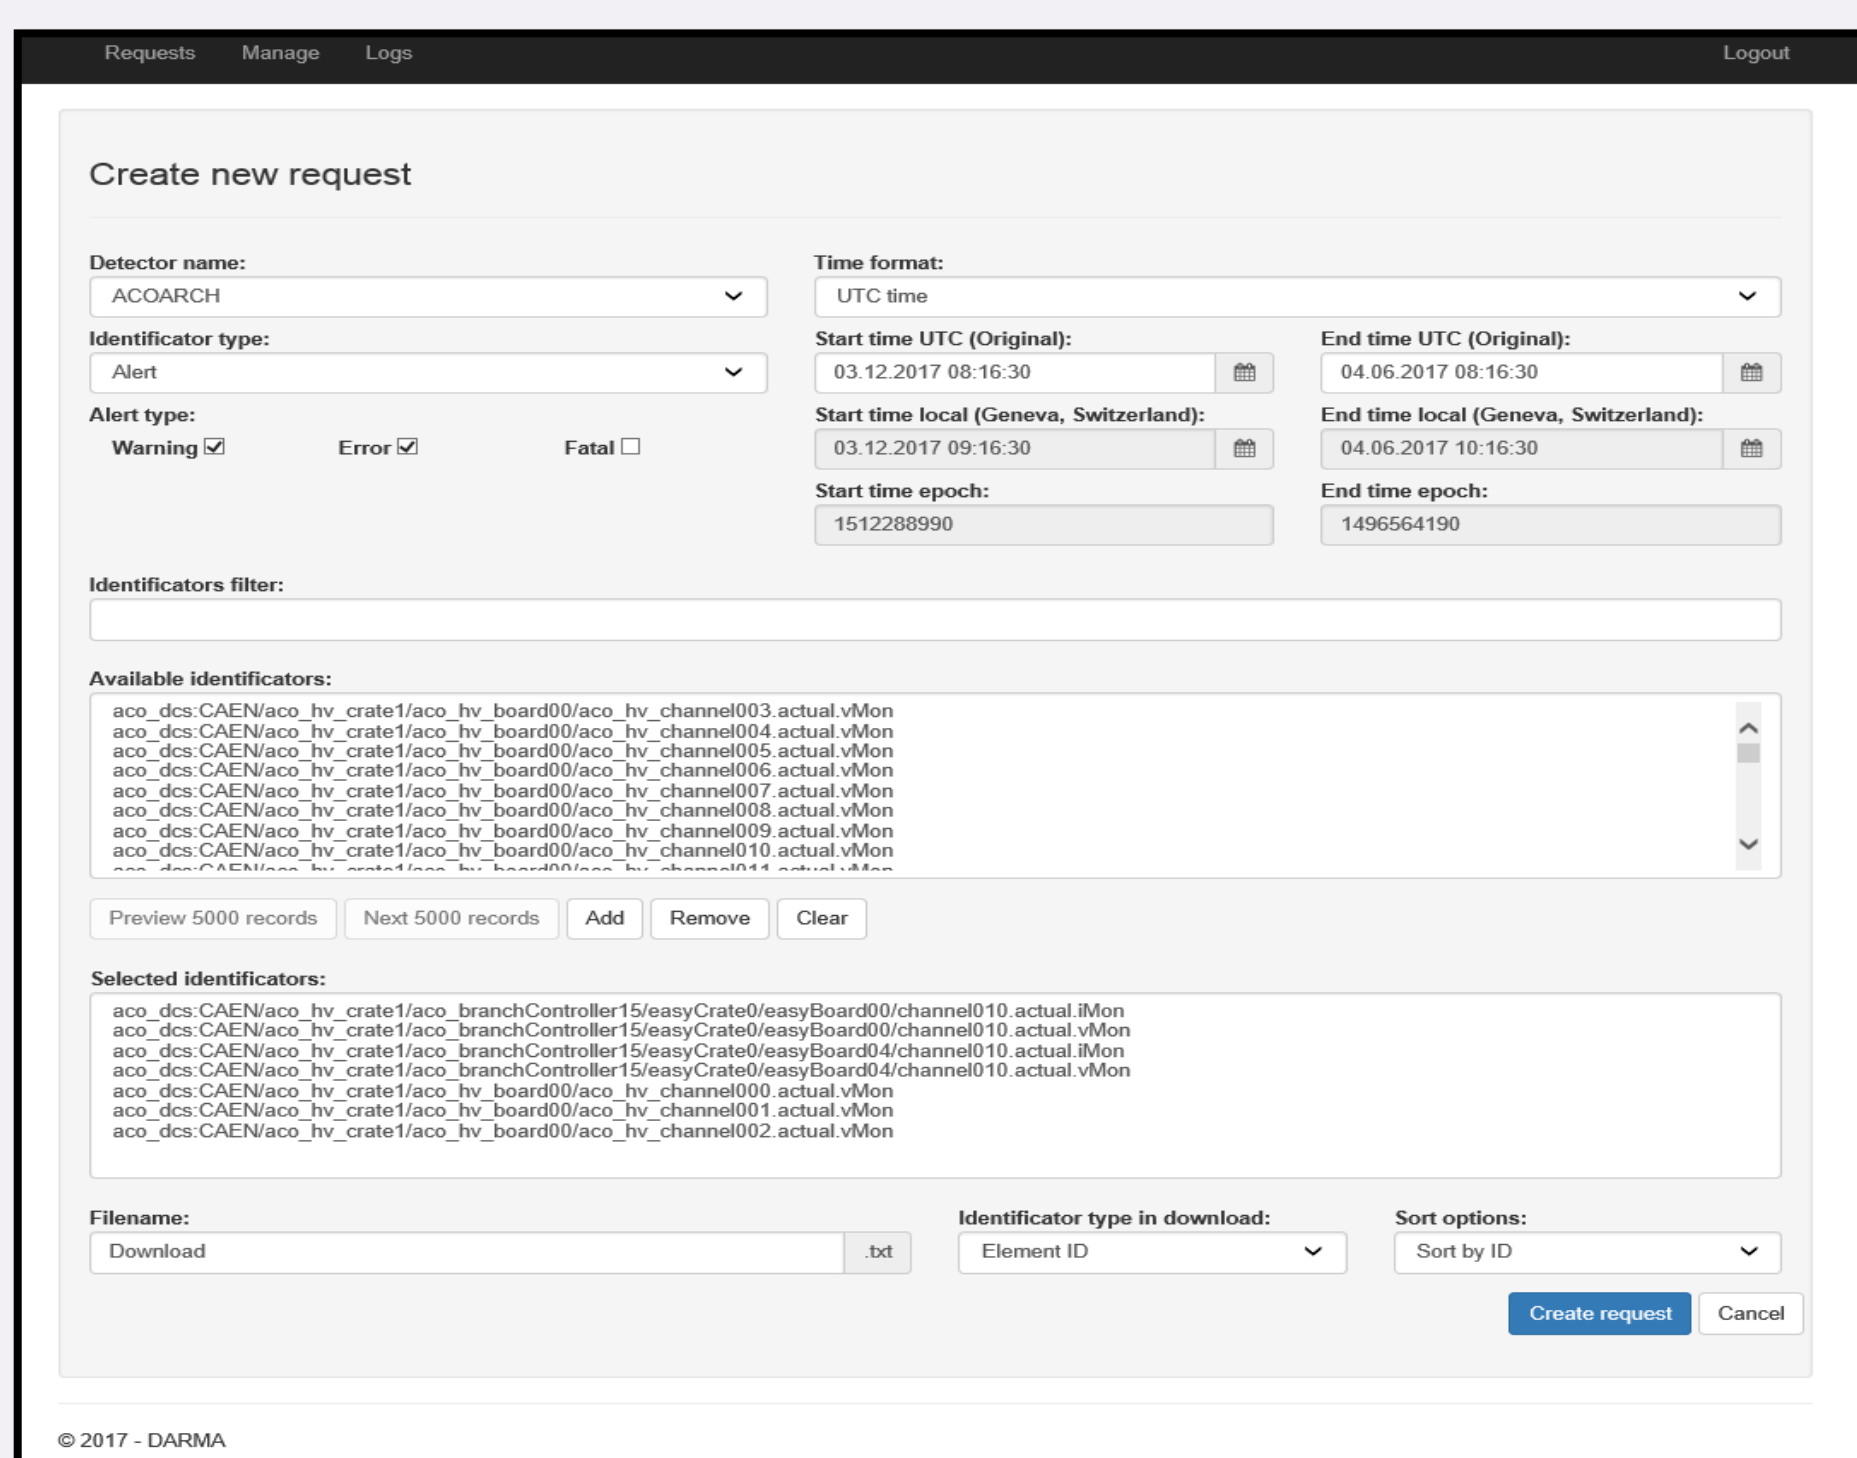 Requests Manage Logs Logout
Create new request
Detector name: Time format:
ACOARCH UTC time
Identificator type: Start time UTC (Original): End time UTC (Original):
Alert 03.12.2017 08:16:30 04.06.2017 08:16:30
Alert type: Start time local (Geneva, Switzerland): End time local (Geneva, Switzerland):
Warning Error Fatal 03.12.2017 09:16:30 04.06.2017 10:16:30
Start time epoch: End time epoch:
1512288990 1496564190
Identificators filter:
Available identificators:
aco_dcs:CAEN/aco_hv_crate1/aco_hv_board00/aco_hv_channel003.actual.vMon
aco_dcs:CAEN/aco_hv_crate1/aco_hv_board00/aco_hv_channel004.actual.vMon
aco_dcs:CAEN/aco_hv_crate1/aco_hv_board00/aco_hv_channel005.actual.vMon
aco_dcs:CAEN/aco_hv_crate1/aco_hv_board00/aco_hv_channel006.actual.vMon
aco_dcs:CAEN/aco_hv_crate1/aco_hv_board00/aco_hv_channel007.actual.vMon
aco_dcs:CAEN/aco_hv_crate1/aco_hv_board00/aco_hv_channel008.actual.vMon
aco_dcs:CAEN/aco_hv_crate1/aco_hv_board00/aco_hv_channel009.actual.vMon
aco_dcs:CAEN/aco_hv_crate1/aco_hv_board00/aco_hv_channel010.actual.vMon
aco_dcs:CAEN/aco_hv_crate1/aco_hv_board00/aco_hv_channel011.actual.vMon
Preview 5000 records Next 5000 records Add Remove Clear
Selected identificators:
aco_dcs:CAEN/aco_hv_crate1/aco_branchController15/easyCrate0/easyBoard00/channel010.actual.iMon
aco_dcs:CAEN/aco_hv_crate1/aco_branchController15/easyCrate0/easyBoard00/channel010.actual.vMon
aco_dcs:CAEN/aco_hv_crate1/aco_branchController15/easyCrate0/easyBoard04/channel010.actual.iMon
aco_dcs:CAEN/aco_hv_crate1/aco_branchController15/easyCrate0/easyBoard04/channel010.actual.vMon
aco_dcs:CAEN/aco_hv_crate1/aco_hv_board00/aco_hv_channel000.actual.vMon
aco_dcs:CAEN/aco_hv_crate1/aco_hv_board00/aco_hv_channel001.actual.vMon
aco_dcs:CAEN/aco_hv_crate1/aco_hv_board00/aco_hv_channel002.actual.vMon
Filename: Identificator type in download: Sort options:
Download .txt Element ID Sort by ID
Create request Cancel
© 2017 - DARMA